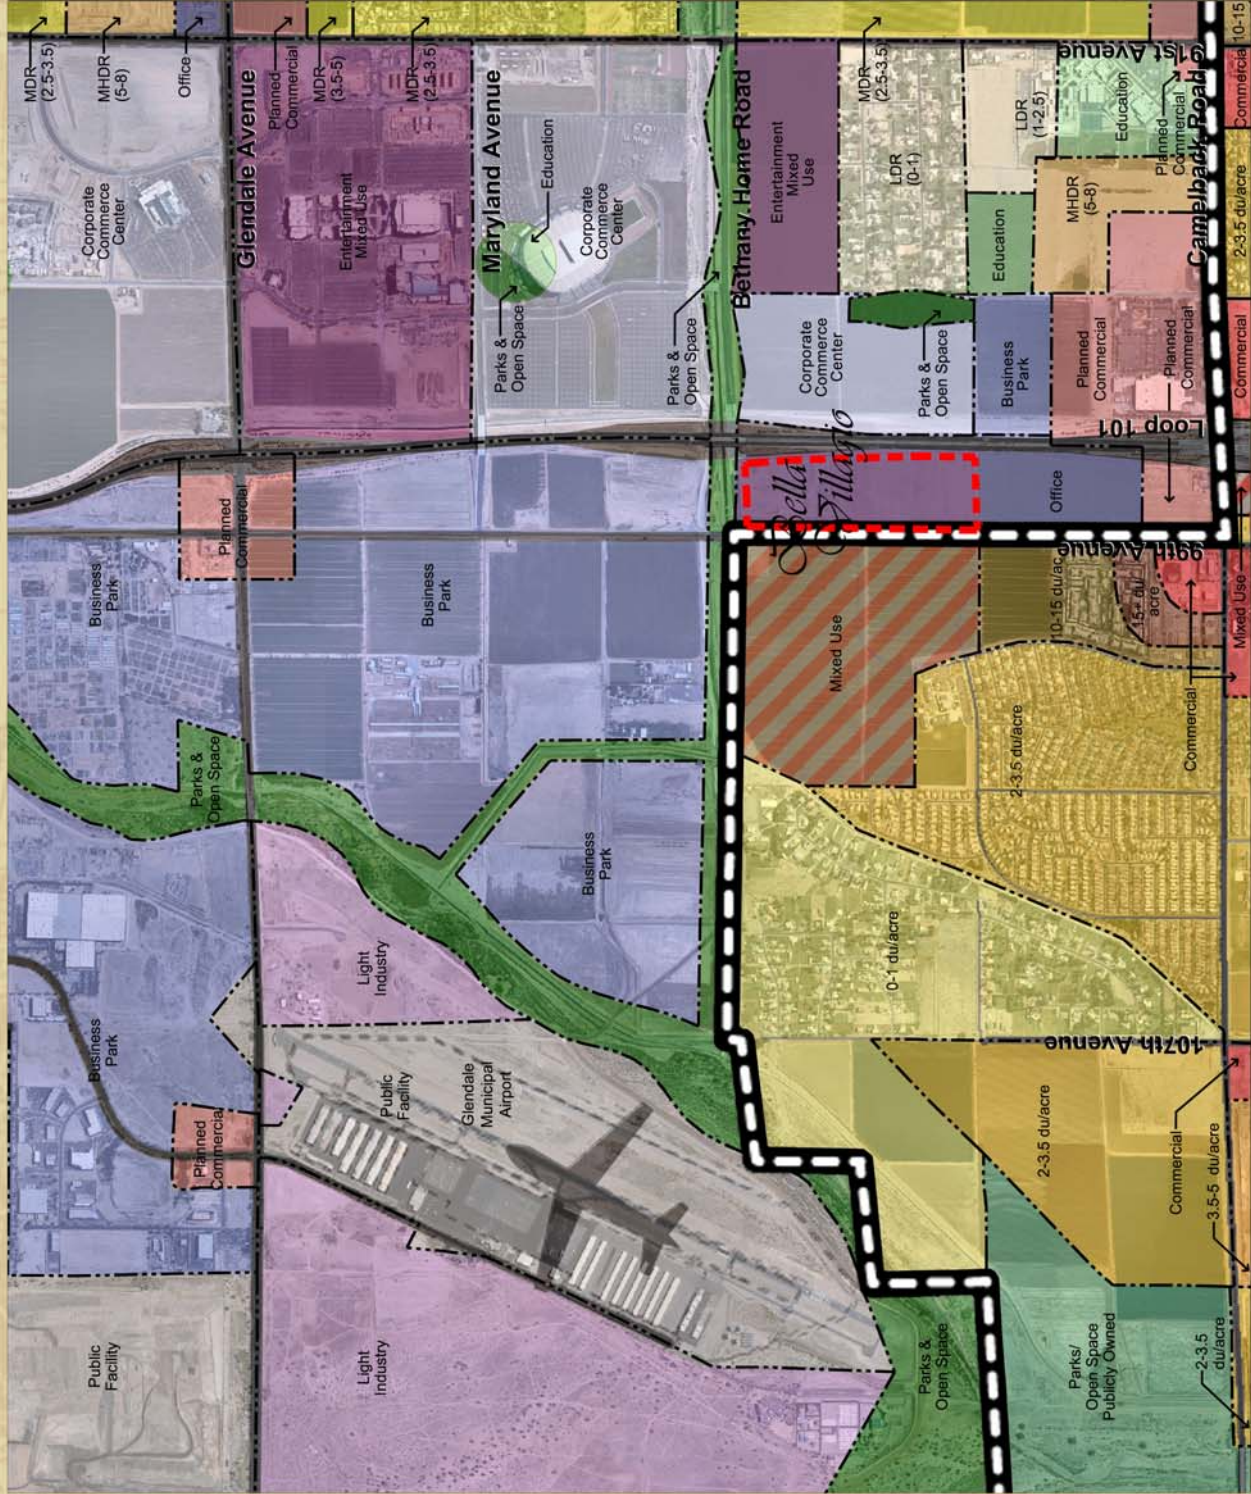 Public
Facility
Business
Park
Planned
Commercial
Parks &
Open Space
Business
Park
Planned
Commercial
Corporate
Commerce
Center
MDR
(2.5-3.5)
MHDR
(5-8)
Office
Glendale Avenue
Light
Industry
Public
Facility
Glendale
Municipal
Airport
Light
Industry
Business
Park
Business
Park
Entertainment
Mixed Use
Planned
Commercial
MDR
(3.5-5)
MDR
(2.5-3.5)
Maryland Avenue
Parks &
Open Space
Education
Corporate
Commerce
Center
Parks &
Open Space
Bethany Home Road
Bella
Villagio
Mixed Use
Corporate
Commerce
Center
Entertainment
Mixed
Use
MDR
(2.5-3.5)
LDR
(0-1)
Parks &
Open Space
0-1 du/acre
Parks &
Open Space
Education
LDR
(1-2.5)
Business
Park
Office
MHDR
(5-8)
Education
91st Avenue
Planned
Commercial
Planned
Commercial
Planned
Commercial
Loop 101
99th Avenue
107th Avenue
10-15 du/ac
15+ du/
acre
2-3.5 du/acre
2-3.5 du/acre
Parks/
Open Space
Publicly Owned
Commercial
Commercial
3.5-5 du/acre
2-3.5
du/acre
Camelback Road
Mixed Use
Commercial
2-3.5 du/acre
Commercial
10-15